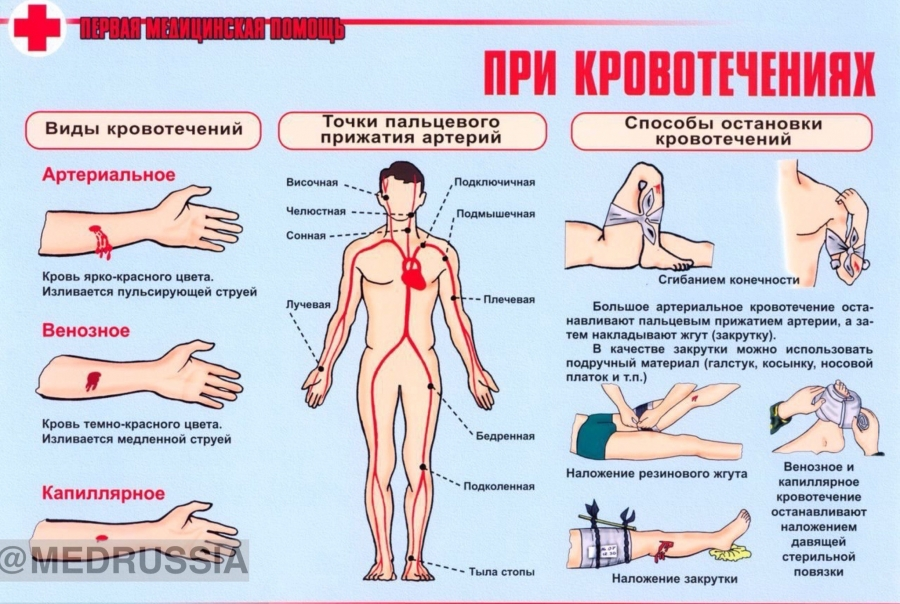 ПЕРВАЯ МЕДИЦИНСКАЯ ПОМОЩЬ
ПРИ КРОВОТЕЧЕНИЯХ
Виды кровотечений
Артериальное
Кровь ярко-красного цвета.
Изливается пульсирующей струей
Венозное
Кровь темно-красного цвета.
Изливается медленной струей
Капиллярное
@MEDRUSSIA
Точки пальцевого
прижатия артерий
Височная
Челюстная
Сонная
Лучевая
Подключичная
Подмышечная
Плечевая
Бедренная
Подколенная
Тыла стопы
Способы остановки
кровотечений
Сгибанием конечности
Большое артериальное кровотечение оста-
навливают пальцевым прижатием артерии, а за-
тем накладывают жгут (закрутку).
В качестве закрутки можно использовать
подручный материал (галстук, косынку, носовой
платок и т.п.)
Наложение резинового жгута
Наложение закрутки
Венозное и
капиллярное
кровотечение
останавливают
наложением
давящей
стерильной
повязки